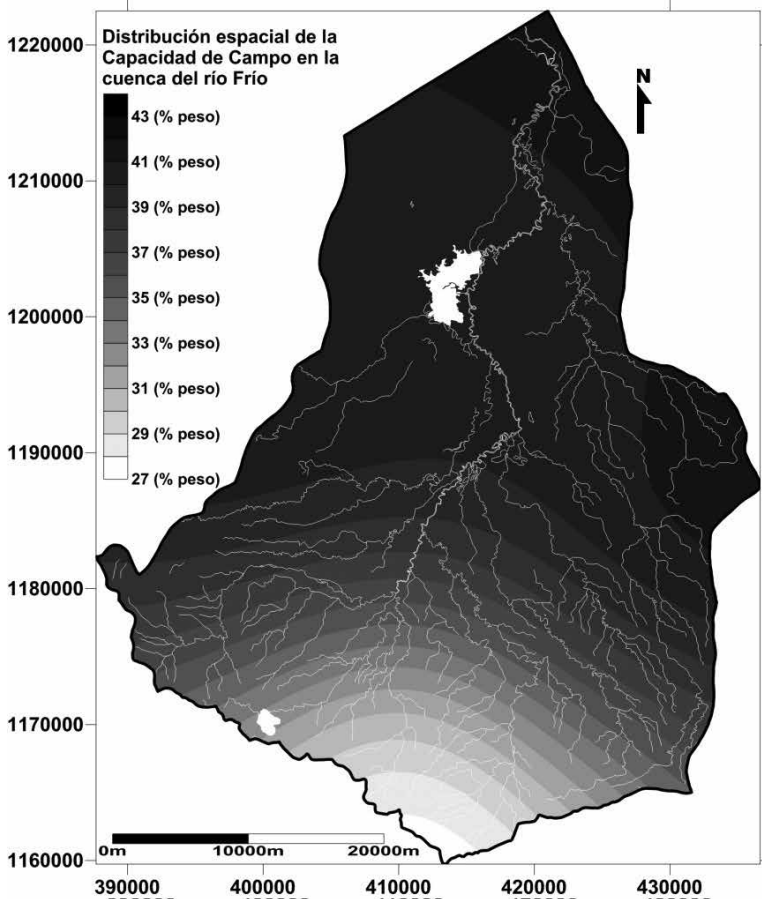 Distribución espacial de la
Capacidad de Campo en la
cuenca del río Frío
N
43 (% peso)
41 (% peso)
39 (% peso)
37 (% peso)
35 (% peso)
33 (% peso)
31 (% peso)
29 (% peso)
27 (% peso)
1220000
1210000
1200000
1190000
1180000
1170000
1160000
0m 10000m 20000m
390000 400000 410000 420000 430000